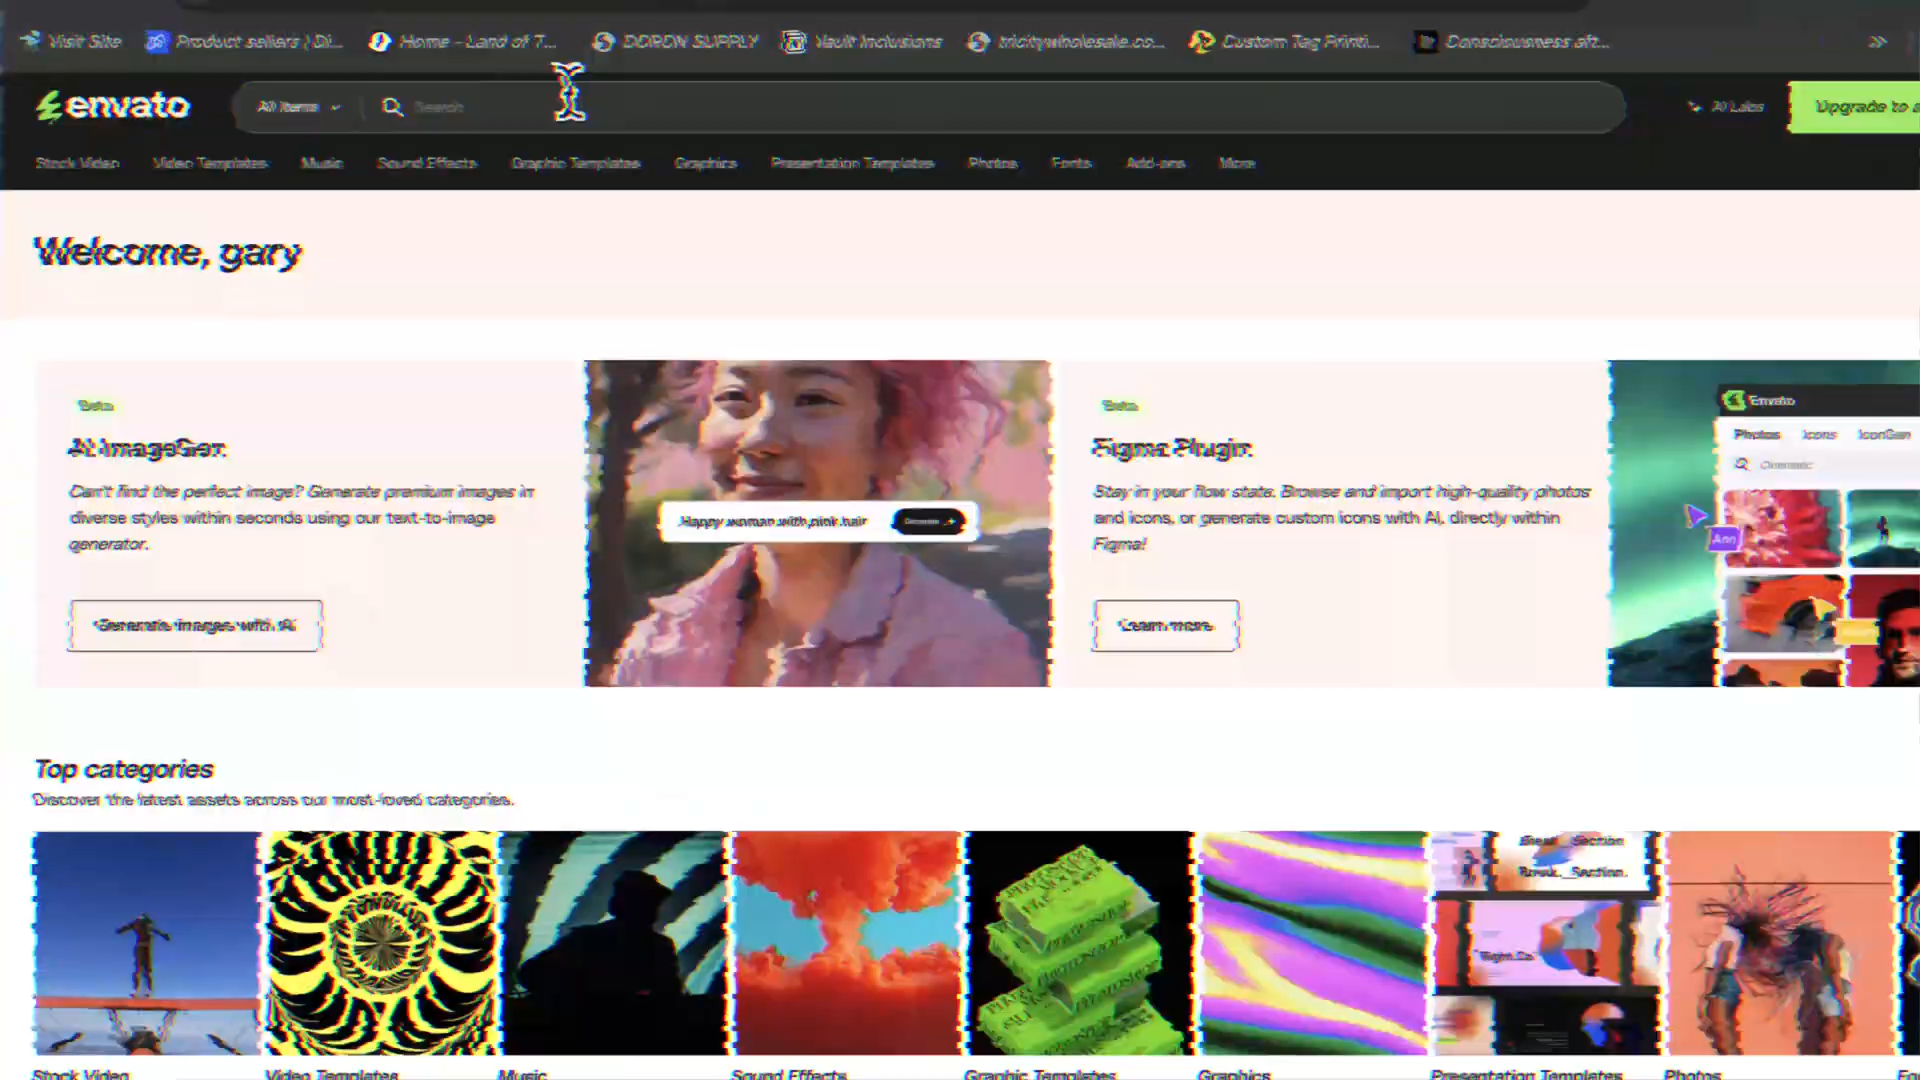 Visit Site
Product sellers | Di...
Home - Land of T...
DOPDN SUPPLY
Vault Inclusions
tricitywholesale.co...
Custom Tag Printi...
Consciousness aft...
envato
All Items
Search
AI Labs
Upgrade to a
Stock Video
Video Templates
Music
Sound Effects
Graphic Templates
Graphics
Presentation Templates
Photos
Fonts
Add-ons
More
Welcome, gary
Beta
AI ImageGen
Can't find the perfect image? Generate premium images in
diverse styles within seconds using our text-to-image
generator.
Generate images with AI
Happy woman with pink hair
Generate
Beta
Figma Plugin
Stay in your flow state. Browse and import high-quality photos
and icons, or generate custom icons with AI, directly within
Figma!
Learn more
Envato
Photos
Icons
IconGen
Cinematic
Ann
Top categories
Discover the latest assets across our most-loved categories.
Break__Section.
Break__Section.
Stock Video
Video Templates
Music
Sound Effects
Graphic Templates
Graphics
Presentation Templates
Photos
Fo